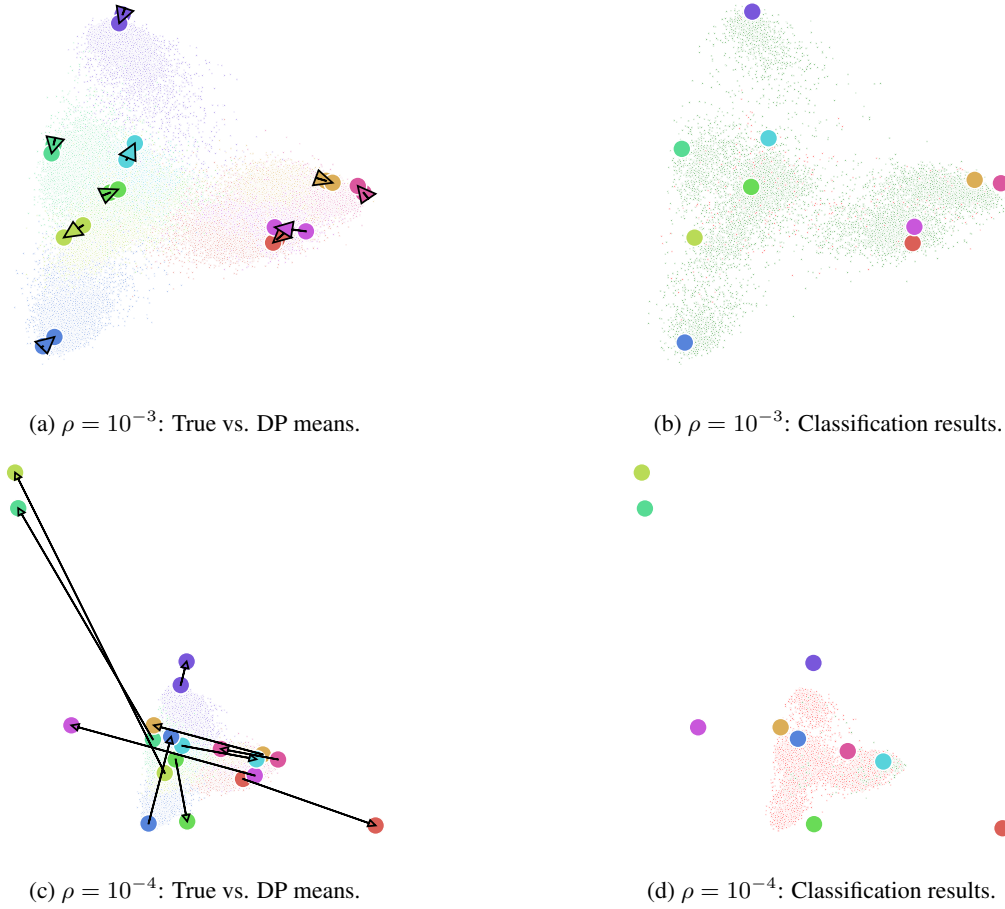 (a) ρ = 10⁻³: True vs. DP means.
(b) ρ = 10⁻³: Classification results.
(c) ρ = 10⁻⁴: True vs. DP means.
(d) ρ = 10⁻⁴: Classification results.